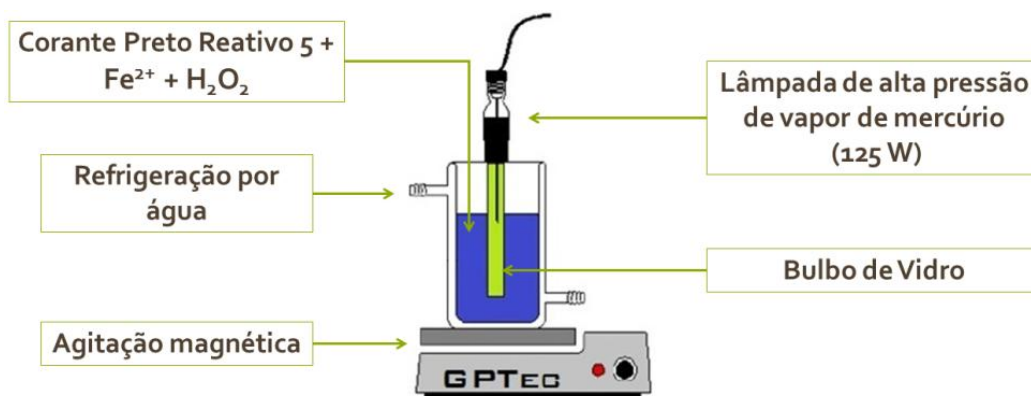 Corante Preto Reativo 5 +
Fe²⁺ + H₂O₂
Lâmpada de alta pressão
de vapor de mercúrio
(125 W)
Refrigeração por
água
Bulbo de Vidro
Agitação magnética
GPTEC